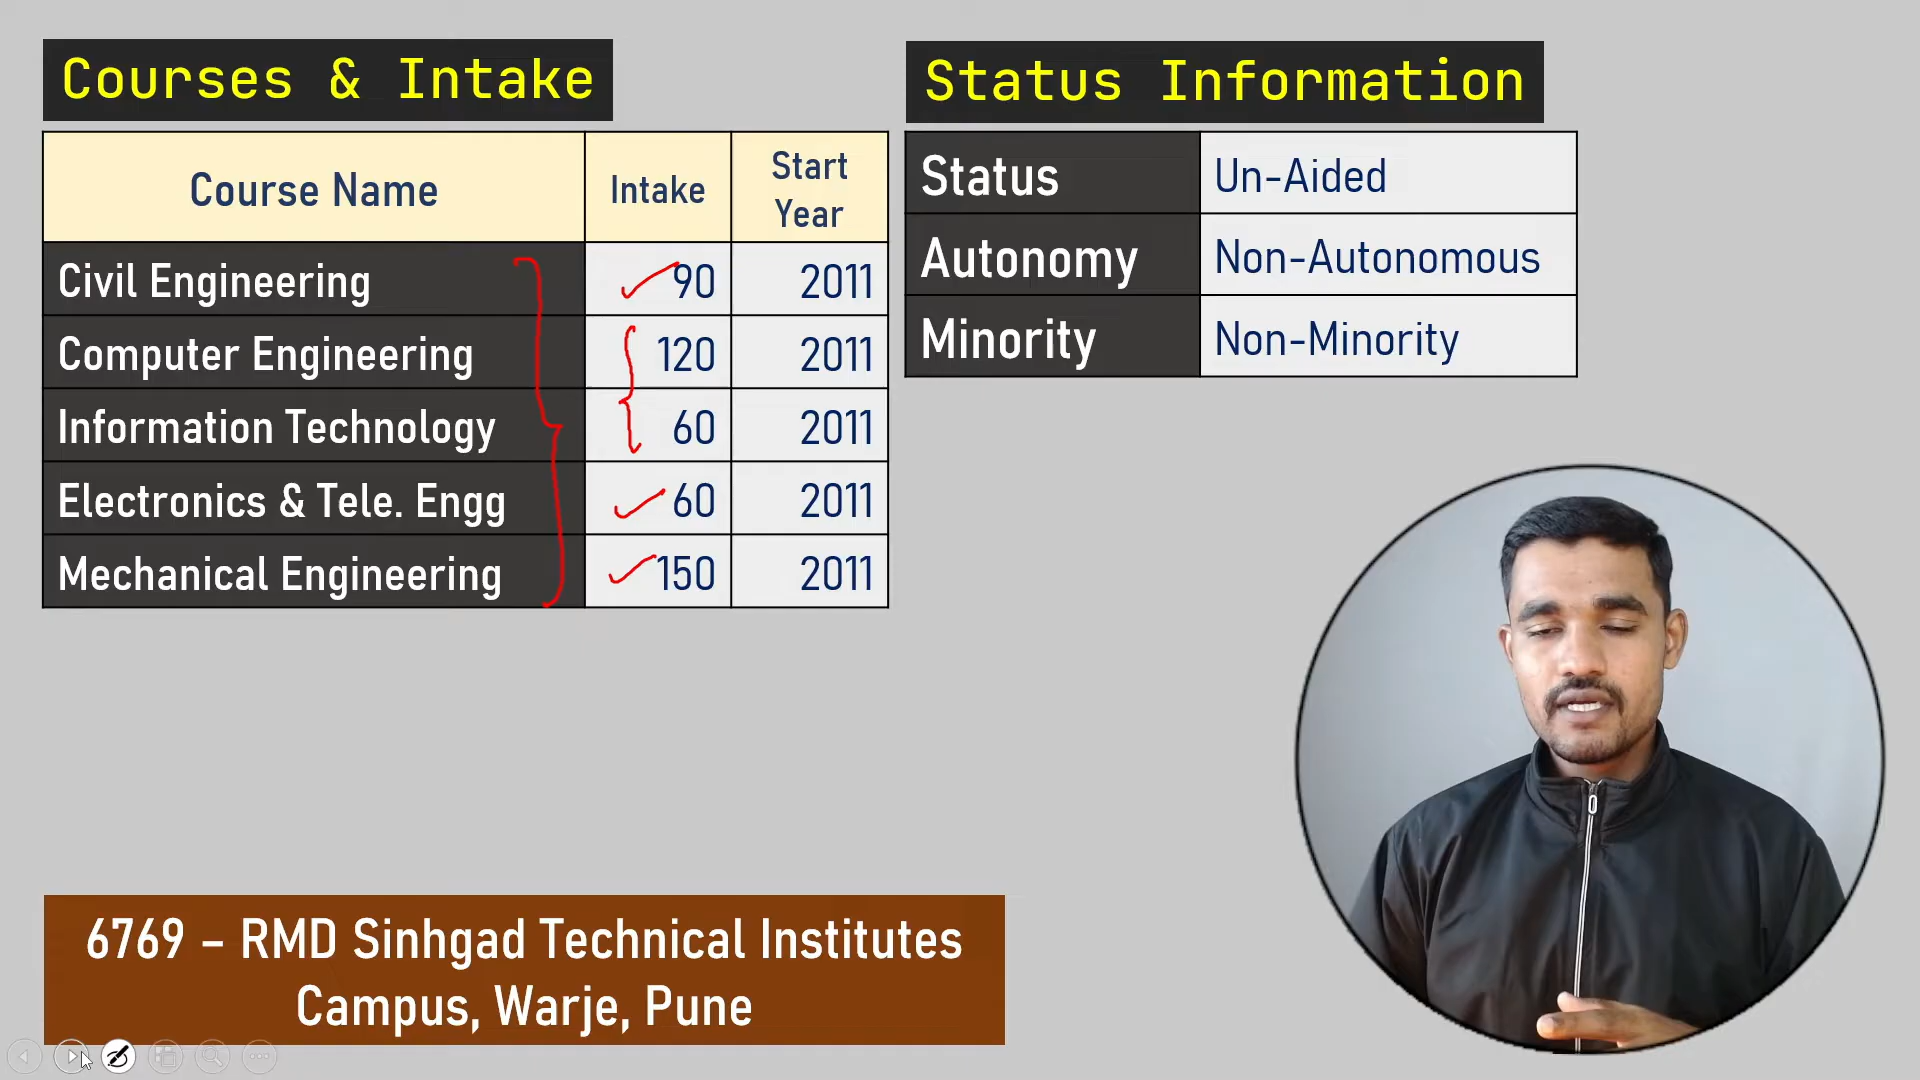 Courses & Intake
Course Name Intake Start Year
Civil Engineering 90 2011
Computer Engineering 120 2011
Information Technology 60 2011
Electronics & Tele. Engg 60 2011
Mechanical Engineering 150 2011
Status Information
Status Un-Aided
Autonomy Non-Autonomous
Minority Non-Minority
6769 – RMD Sinhgad Technical Institutes
Campus, Warje, Pune